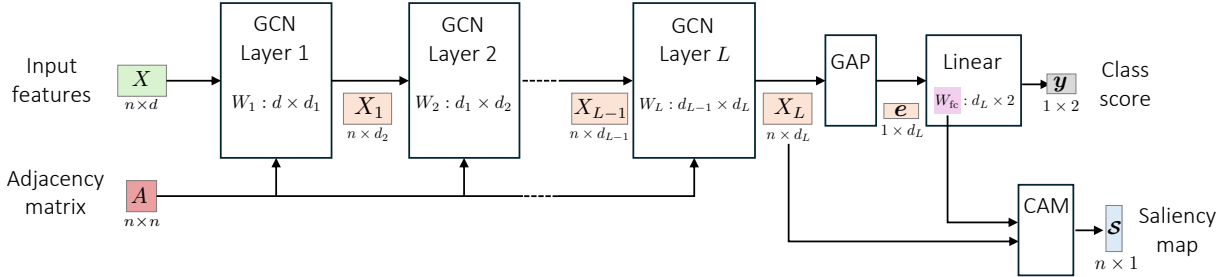 Input
features
X
n×d
GCN
Layer 1
W₁ : d × d₁
X₁
n × d₂
GCN
Layer 2
W₂ : d₁ × d₂
X_{L−1}
n × d_{L−1}
GCN
Layer L
W_L : d_{L−1} × d_L
X_L
n × d_L
GAP
e
1 × d_L
Linear
W_fc : d_L × 2
y
1 × 2
Class
score
Adjacency
matrix
A
n×n
CAM
s
n × 1
Saliency
map